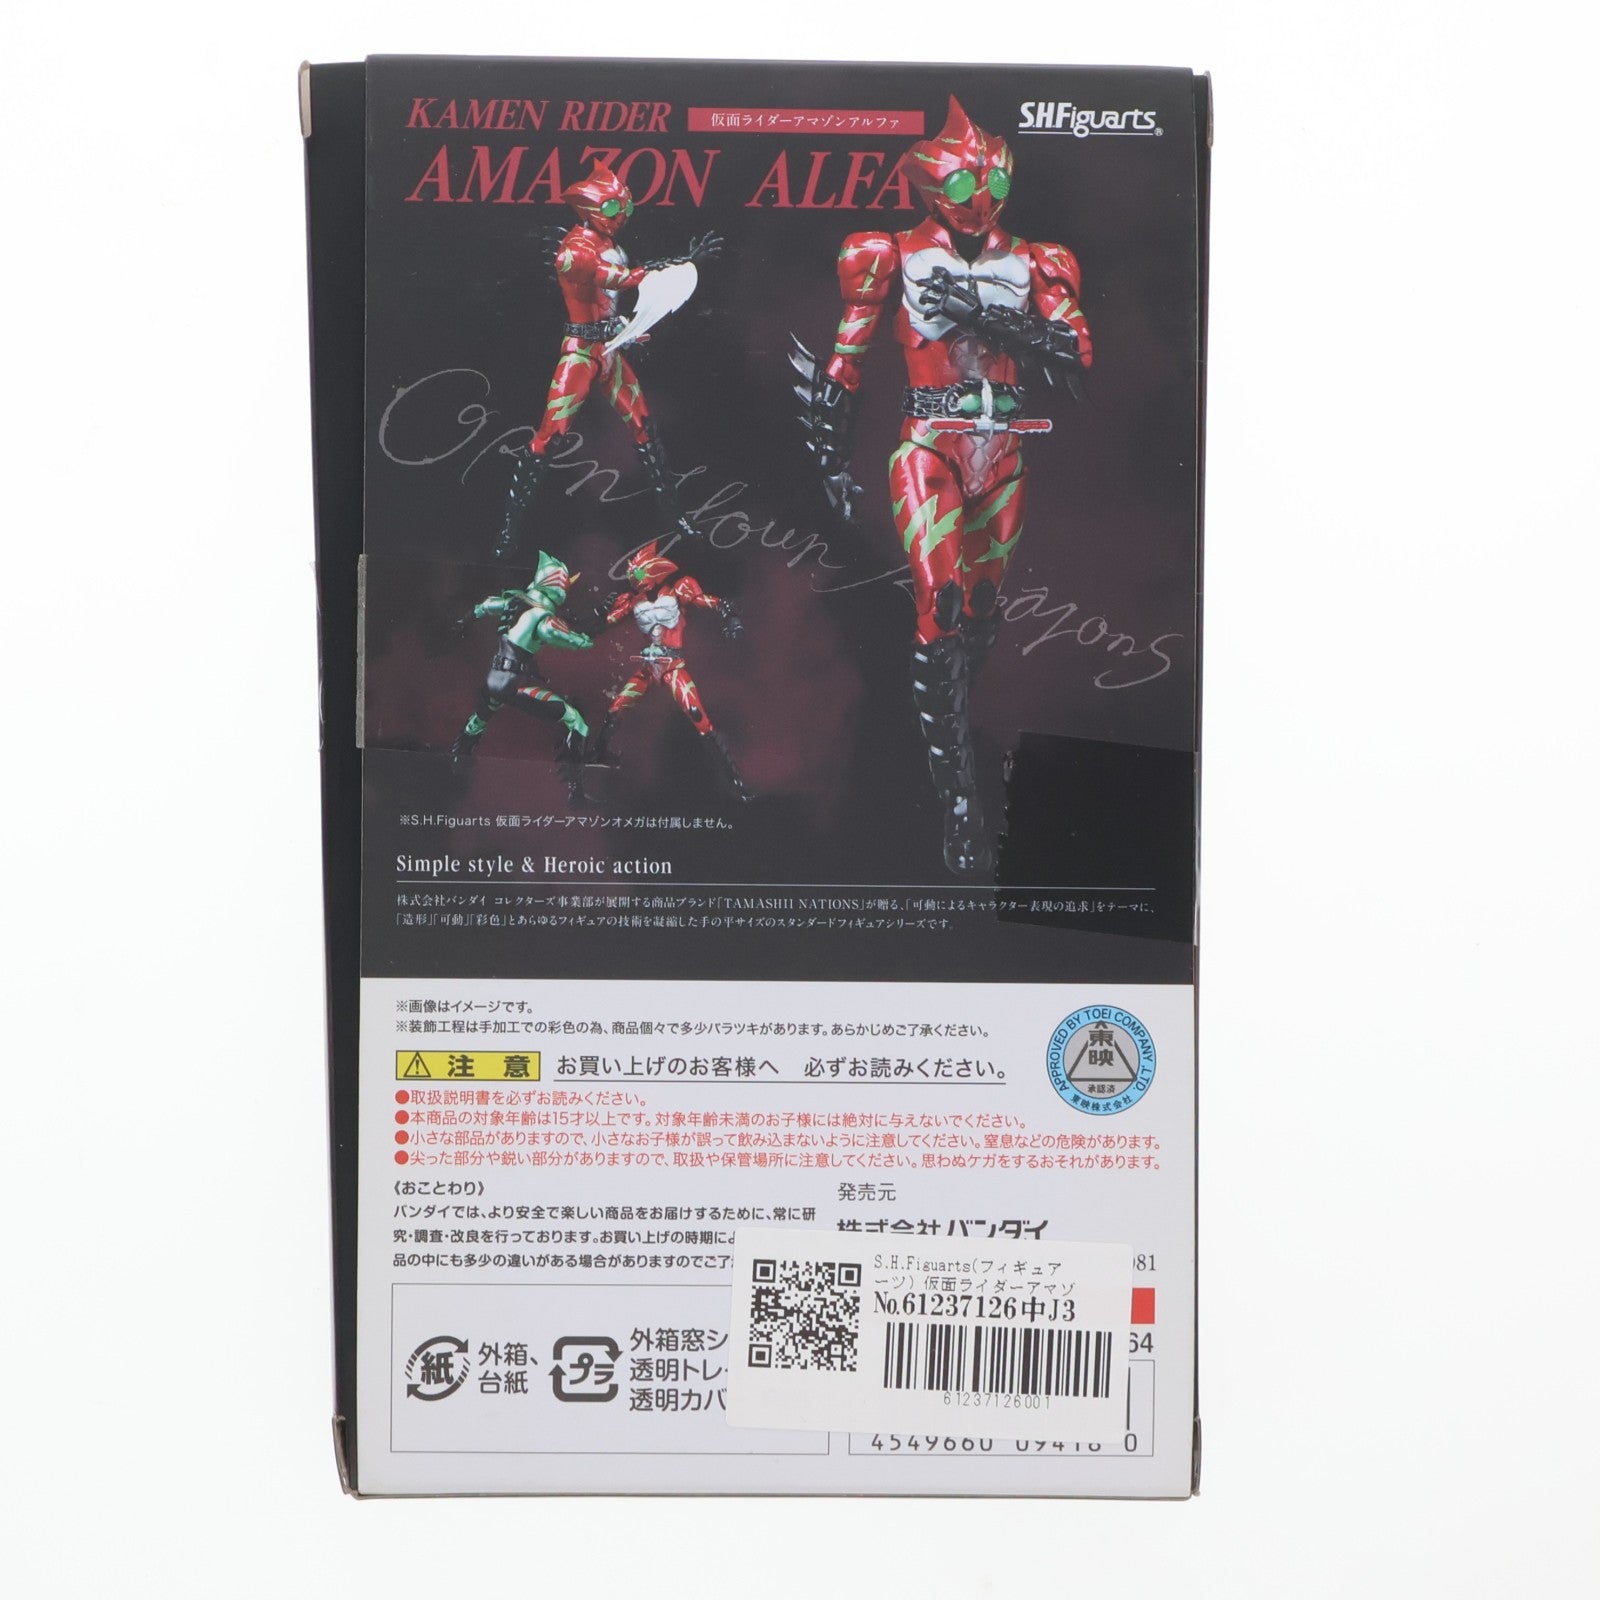 KAMEN RIDER 仮面ライダーアマゾンアルファ
S.H.Figuarts®
AMAZON ALFA
Open Your Amazons
※S.H.Figuarts 仮面ライダーアマゾンオメガは付属しません。
Simple style & Heroic action
株式会社バンダイ コレクターズ事業部が展開する商品ブランド「TAMASHII NATIONS」が贈る、「可動によるキャラクター表現の追求」をテーマに、
「造形」「可動」「彩色」とあらゆるフィギュアの技術を凝縮した手の平サイズのスタンダードフィギュアシリーズです。
※画像はイメージです。
※装飾工程は手加工での彩色の為、商品個々で多少バラツキがあります。あらかじめご了承ください。
APPROVED BY TOEI COMPANY, LTD.
東映
承認済
東映株式会社
注意 お買い上げのお客様へ 必ずお読みください。
●取扱説明書を必ずお読みください。
●本商品の対象年齢は15才以上です。対象年齢未満のお子様には絶対に与えないでください。
●小さな部品がありますので、小さなお子様が誤って飲み込まないように注意してください。窒息などの危険があります。
●尖った部分や鋭い部分がありますので、取扱や保管場所に注意してください。思わぬケガをするおそれがあります。
《おことわり》
バンダイでは、より安全で楽しい商品をお届けするために、常に研
究・調査・改良を行っております。お買い上げの時期によ
品の中にも多少の違いがある場合がありますのでご了
発売元
株式会社バンダイ
081
64
紙 外箱、
台紙
プラ 外箱窓シ
透明トレ
透明カバ
S.H.Figuarts(フィギュア
ーツ) 仮面ライダーアマゾ
No.61237126中J3
61237126001
4549660 094180